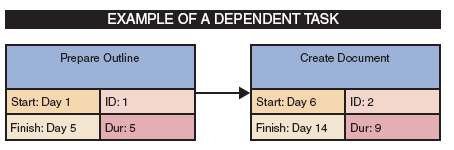 EXAMPLE OF A DEPENDENT TASK
Prepare Outline
Start: Day 1
ID: 1
Finish: Day 5
Dur: 5
Create Document
Start: Day 6
ID: 2
Finish: Day 14
Dur: 9